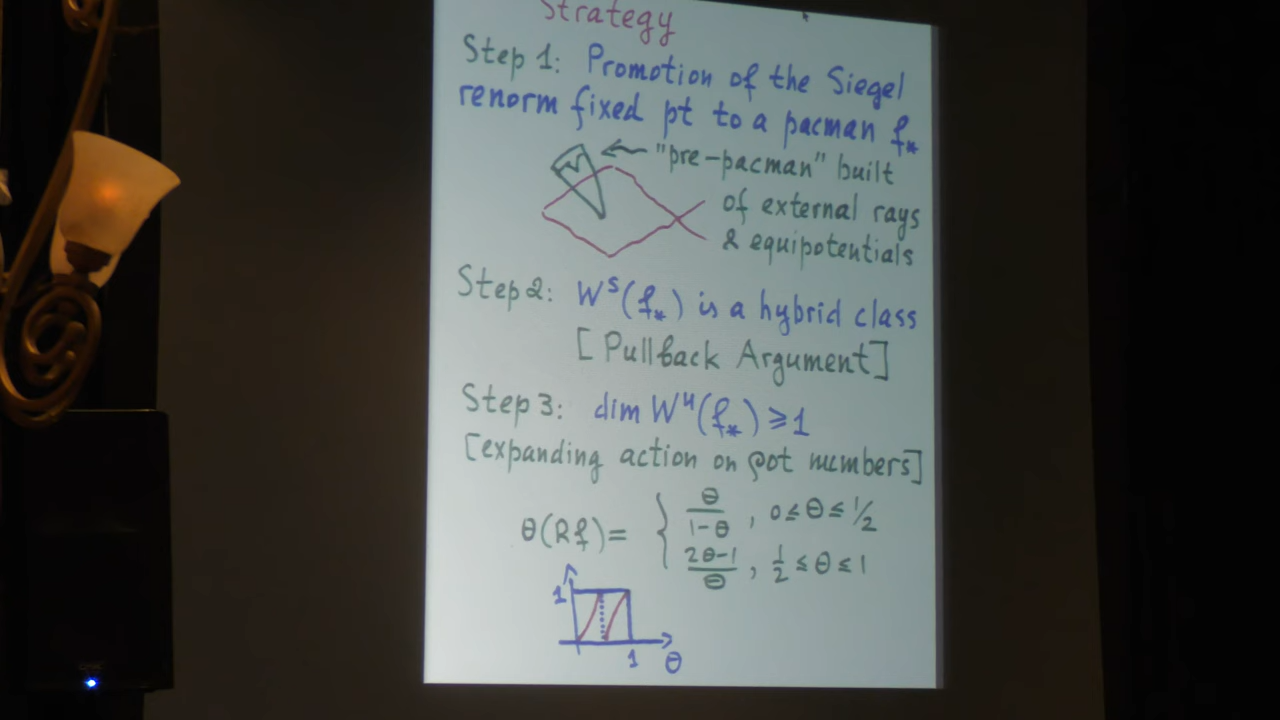 Strategy
Step 1: Promotion of the Siegel
renorm fixed pt to a pacman f*
← "pre-pacman" built
of external rays
& equipotentials
Step 2: Wˢ(f*) is a hybrid class
[Pullback Argument]
Step 3: dim Wᵘ(f*) ⩾ 1
[expanding action on rot numbers]
θ(Rf) = { θ/(1-θ) , 0 ≤ θ ≤ 1/2
(2θ-1)/θ , 1/2 ≤ θ ≤ 1
1
1 θ